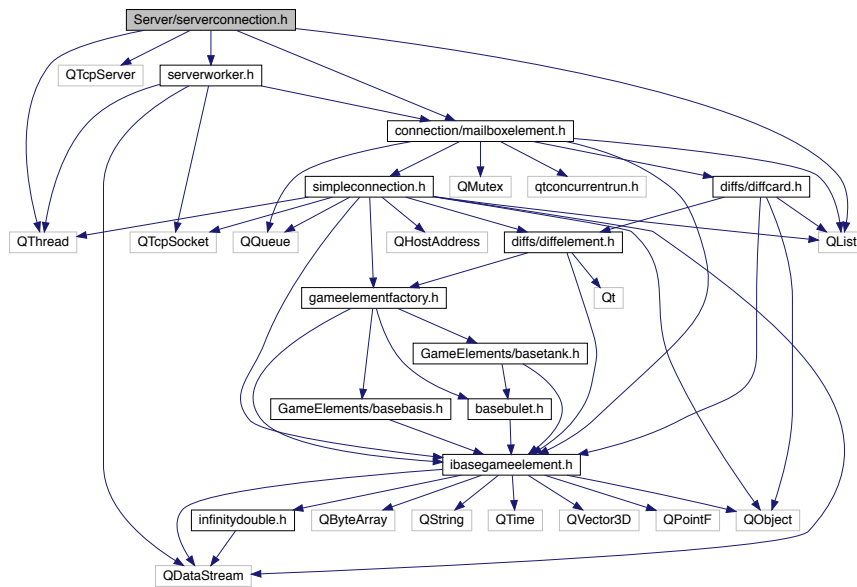 Server/serverconnection.h
QTcpServer
serverworker.h
connection/mailboxelement.h
simpleconnection.h
QMutex
qtconcurrentrun.h
diffs/diffcard.h
QThread
QTcpSocket
QQueue
QHostAddress
diffs/diffelement.h
QList
gameelementfactory.h
Qt
GameElements/basetank.h
GameElements/basebasis.h
basebulet.h
ibasegameelement.h
infinitydouble.h
QByteArray
QString
QTime
QVector3D
QPointF
QObject
QDataStream